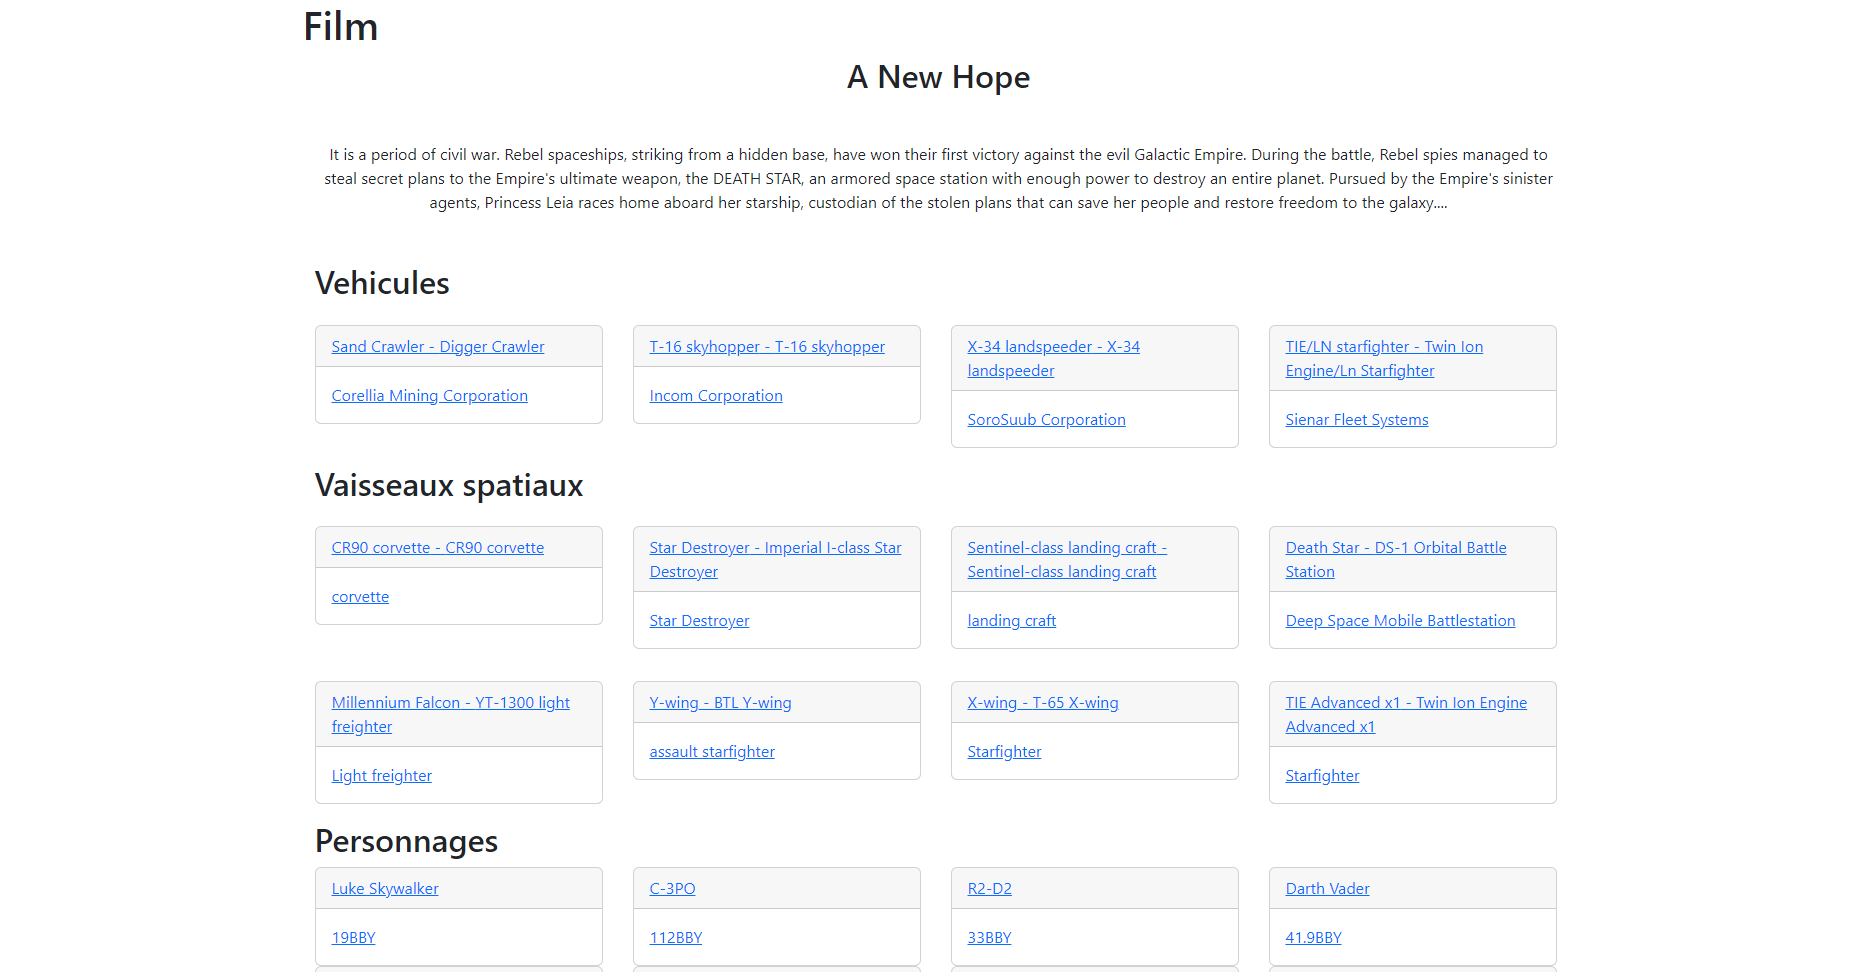 Film
A New Hope
It is a period of civil war. Rebel spaceships, striking from a hidden base, have won their first victory against the evil Galactic Empire. During the battle, Rebel spies managed to
steal secret plans to the Empire's ultimate weapon, the DEATH STAR, an armored space station with enough power to destroy an entire planet. Pursued by the Empire's sinister
agents, Princess Leia races home aboard her starship, custodian of the stolen plans that can save her people and restore freedom to the galaxy....
Vehicules
Sand Crawler - Digger Crawler
Corellia Mining Corporation
T-16 skyhopper - T-16 skyhopper
Incom Corporation
X-34 landspeeder - X-34
landspeeder
SoroSuub Corporation
TIE/LN starfighter - Twin Ion
Engine/Ln Starfighter
Sienar Fleet Systems
Vaisseaux spatiaux
CR90 corvette - CR90 corvette
corvette
Star Destroyer - Imperial I-class Star
Destroyer
Star Destroyer
Sentinel-class landing craft -
Sentinel-class landing craft
landing craft
Death Star - DS-1 Orbital Battle
Station
Deep Space Mobile Battlestation
Millennium Falcon - YT-1300 light
freighter
Light freighter
Y-wing - BTL Y-wing
assault starfighter
X-wing - T-65 X-wing
Starfighter
TIE Advanced x1 - Twin Ion Engine
Advanced x1
Starfighter
Personnages
Luke Skywalker
19BBY
C-3PO
112BBY
R2-D2
33BBY
Darth Vader
41.9BBY